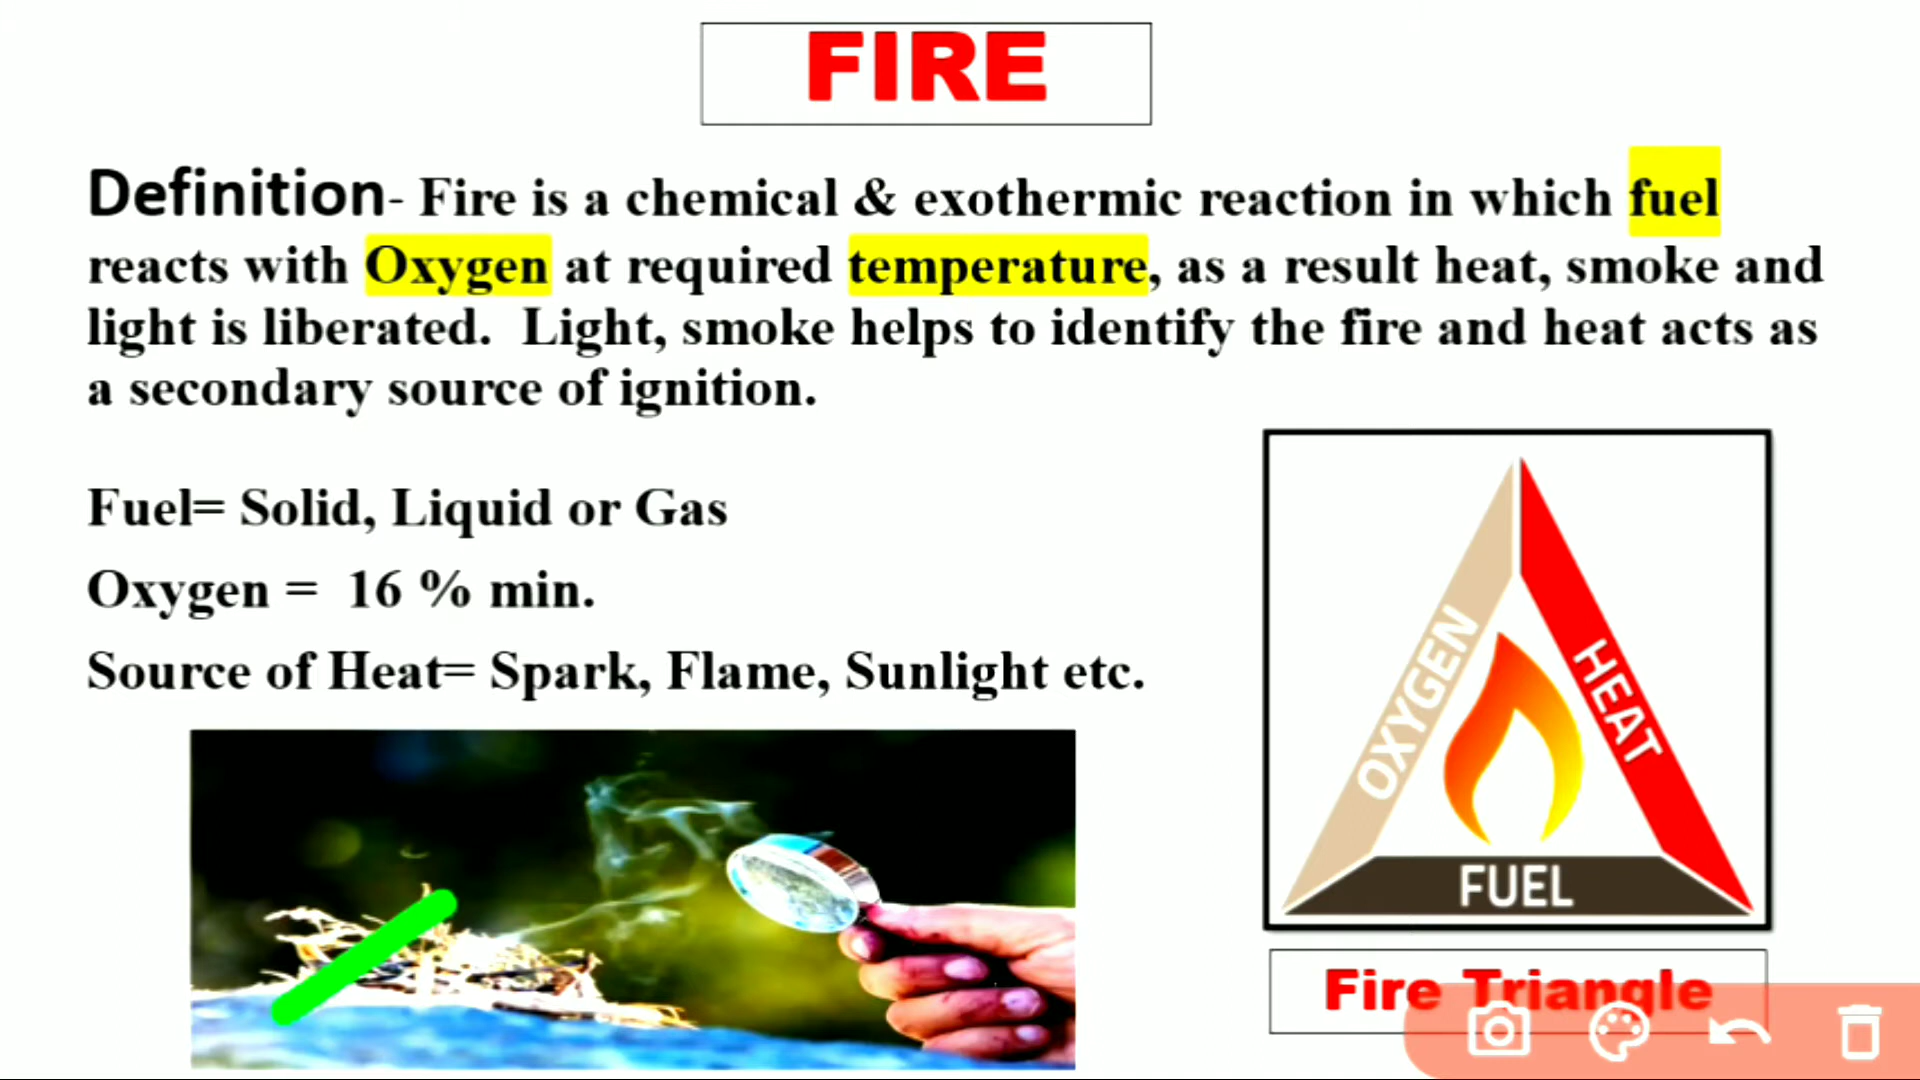 FIRE
Definition- Fire is a chemical & exothermic reaction in which fuel
reacts with Oxygen at required temperature, as a result heat, smoke and
light is liberated.  Light, smoke helps to identify the fire and heat acts as
a secondary source of ignition.
Fuel= Solid, Liquid or Gas
Oxygen =  16 % min.
Source of Heat= Spark, Flame, Sunlight etc.
OXYGEN
HEAT
FUEL
Fire Triangle